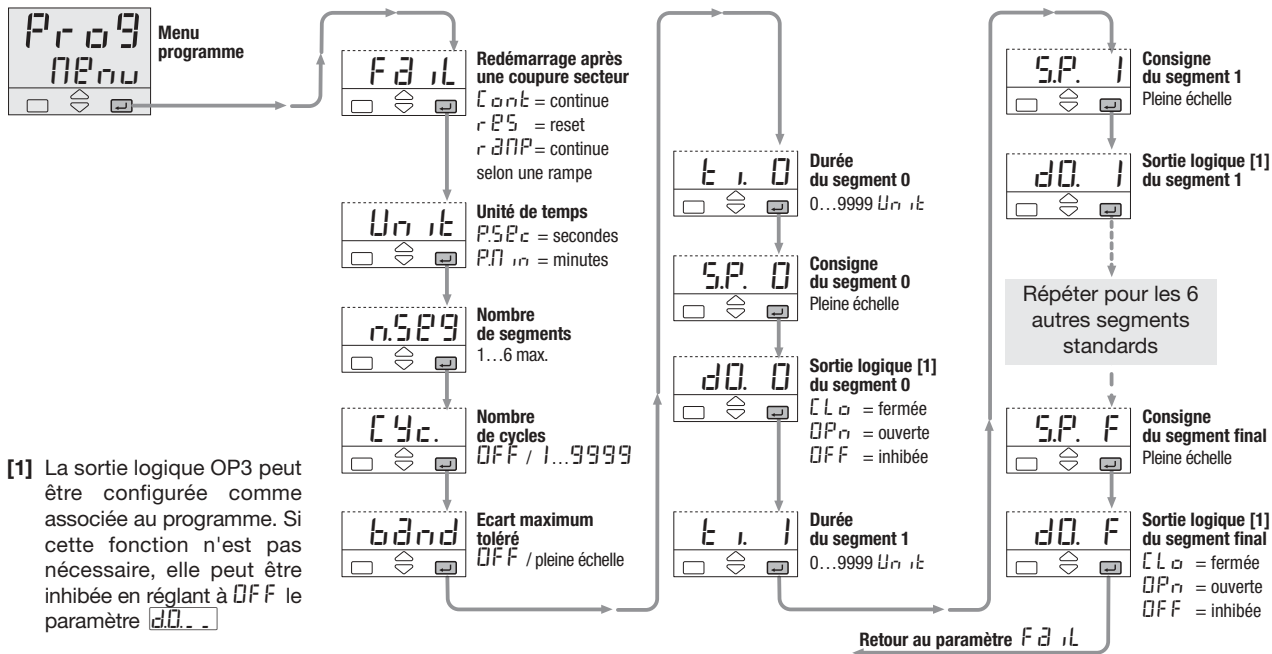 Prog
MEnu
Menu
programme
FaiL
Redémarrage après
une coupure secteur
Cont = continue
rES = reset
raMP = continue
selon une rampe
Unit
Unité de temps
P.SEc = secondes
P.Min = minutes
n.SEg
Nombre
de segments
1…6 max.
Cyc.
Nombre
de cycles
OFF / 1...9999
band
Ecart maximum
toléré
OFF / pleine échelle
[1] La sortie logique OP3 peut
être configurée comme
associée au programme. Si
cette fonction n'est pas
nécessaire, elle peut être
inhibée en réglant à OFF le
paramètre d.O._ _
ti. 0
Durée
du segment 0
0…9999 Unit
S.P. 0
Consigne
du segment 0
Pleine échelle
dO. 0
Sortie logique [1]
du segment 0
CLo = fermée
OPn = ouverte
OFF = inhibée
ti. 1
Durée
du segment 1
0…9999 Unit
S.P. 1
Consigne
du segment 1
Pleine échelle
dO. 1
Sortie logique [1]
du segment 1
Répéter pour les 6
autres segments
standards
S.P. F
Consigne
du segment final
Pleine échelle
dO. F
Sortie logique [1]
du segment final
CLo = fermée
OPn = ouverte
OFF = inhibée
Retour au paramètre FaiL